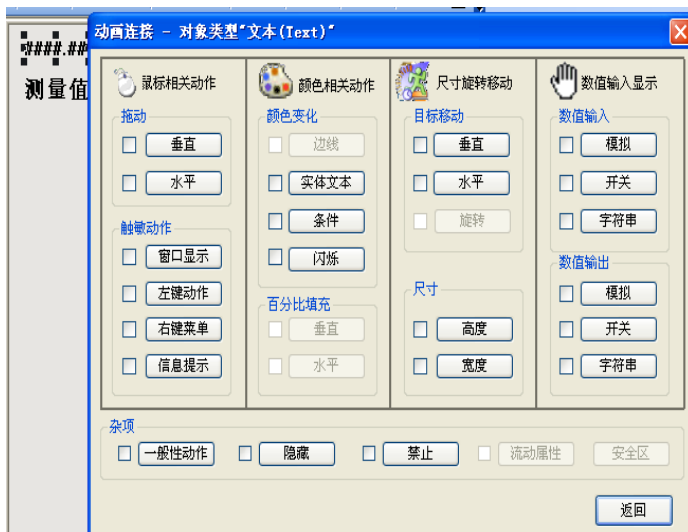 动画连接 - 对象类型"文本(Text)"
####.##
测量值
鼠标相关动作
拖动
垂直
水平
触敏动作
窗口显示
左键动作
右键菜单
信息提示
颜色相关动作
颜色变化
边线
实体文本
条件
闪烁
百分比填充
垂直
水平
尺寸旋转移动
目标移动
垂直
水平
旋转
尺寸
高度
宽度
数值输入显示
数值输入
模拟
开关
字符串
数值输出
模拟
开关
字符串
杂项
一般性动作 隐藏 禁止 流动属性 安全区
返回